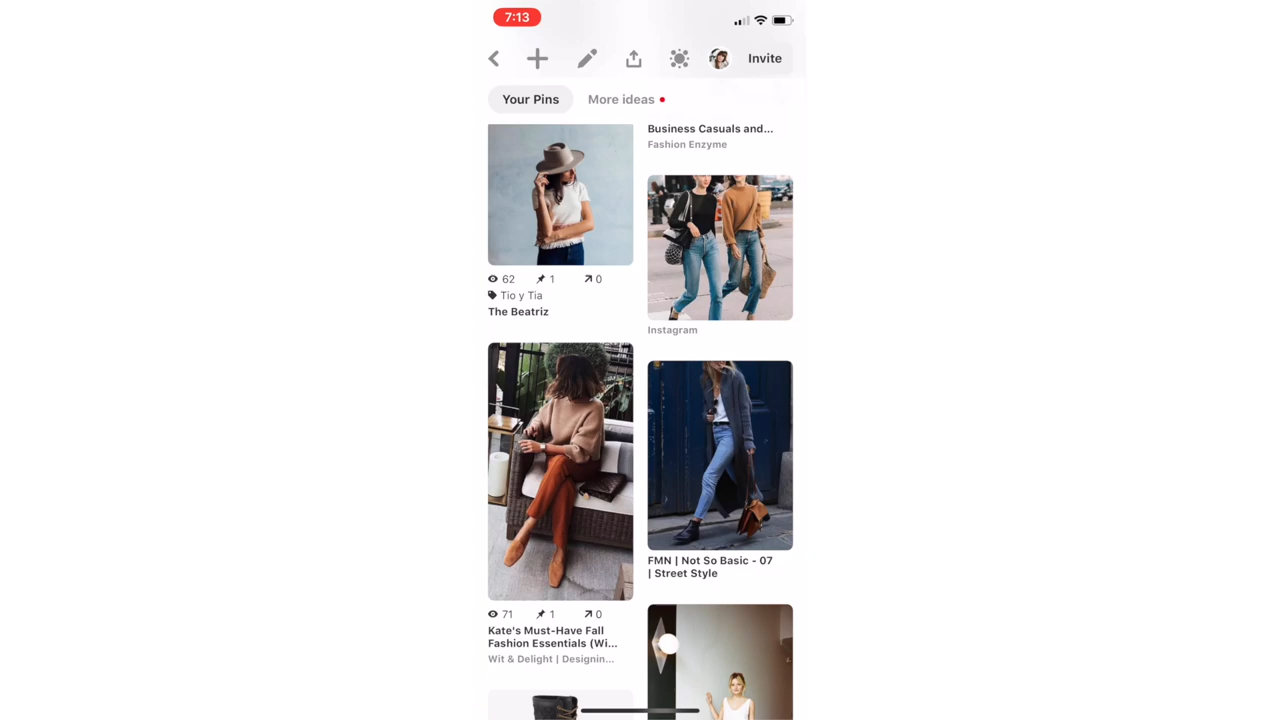 7:13
Invite
Your Pins
More ideas
Business Casuals and...
Fashion Enzyme
62 1 0
Tio y Tia
The Beatriz
Instagram
FMN | Not So Basic - 07
| Street Style
71 1 0
Kate's Must-Have Fall
Fashion Essentials (Wi...
Wit & Delight | Designin...